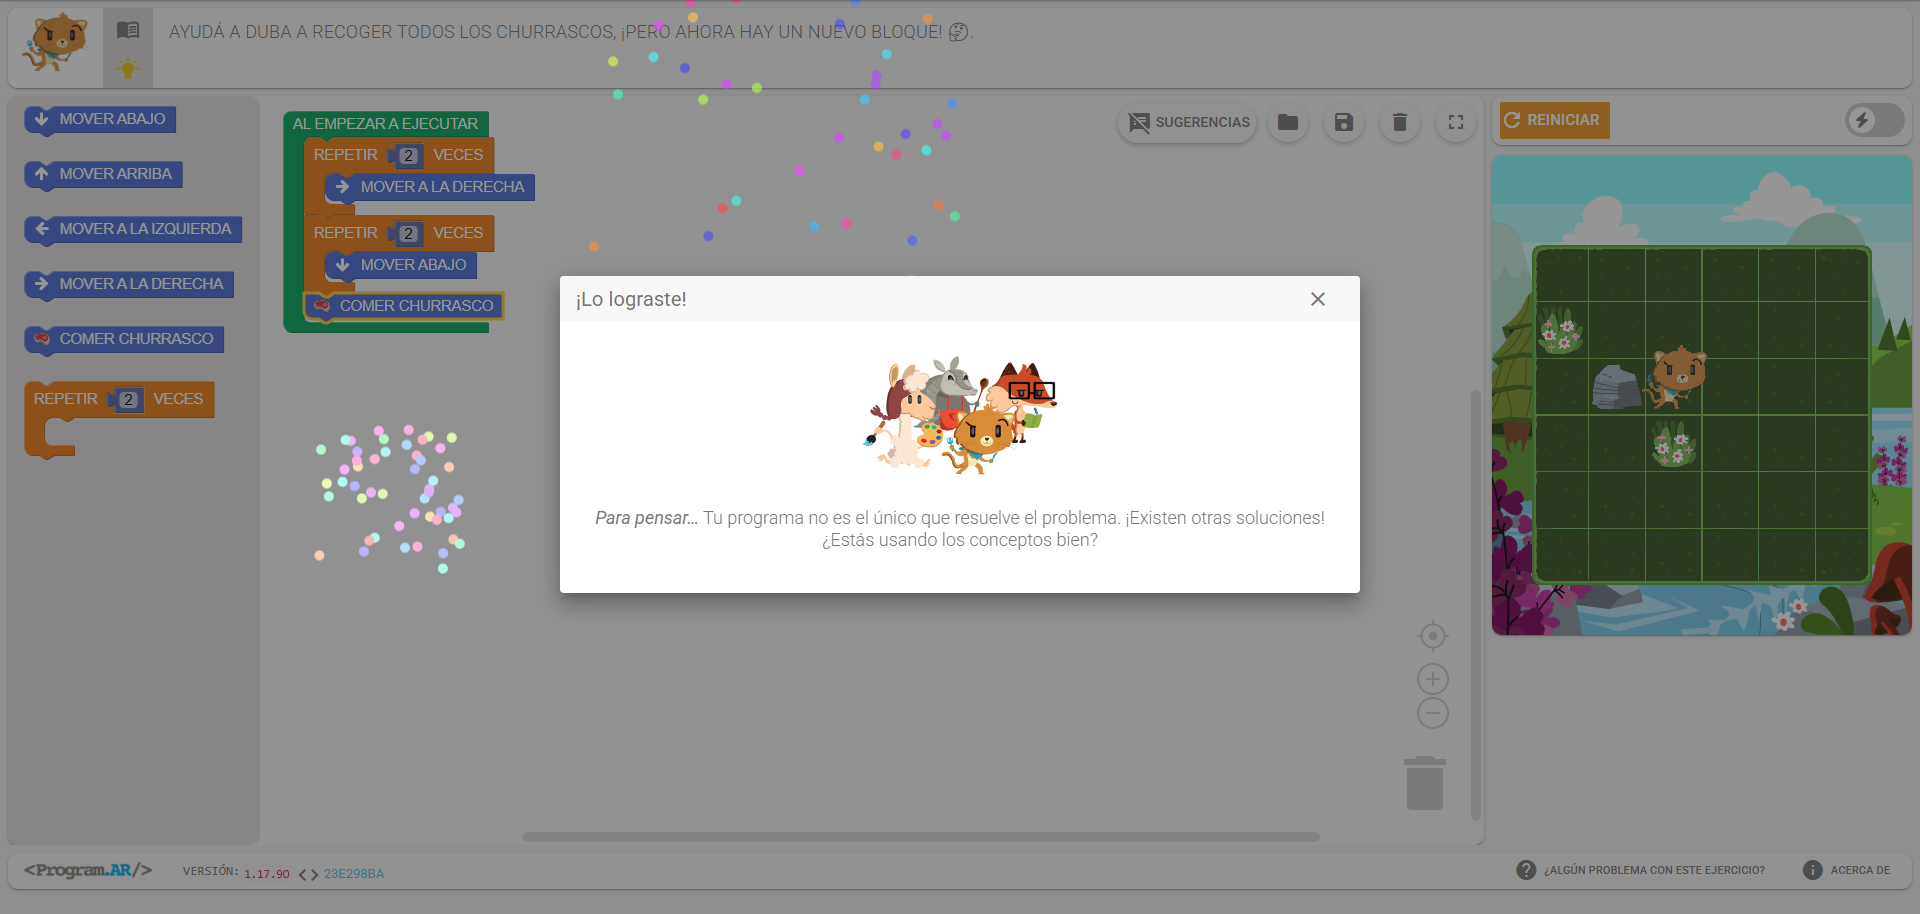 AYUDÁ A DUBA A RECOGER TODOS LOS CHURRASCOS, ¡PERO AHORA HAY UN NUEVO BLOQUE! 🤔.
MOVER ABAJO
MOVER ARRIBA
MOVER A LA IZQUIERDA
MOVER A LA DERECHA
COMER CHURRASCO
REPETIR 2 VECES
AL EMPEZAR A EJECUTAR
REPETIR 2 VECES
MOVER A LA DERECHA
REPETIR 2 VECES
MOVER ABAJO
COMER CHURRASCO
SUGERENCIAS
REINICIAR
¡Lo lograste!
Para pensar... Tu programa no es el único que resuelve el problema. ¡Existen otras soluciones!
¿Estás usando los conceptos bien?
<Program.AR/>
VERSIÓN: 1.17.90 <> 23E298BA
¿ALGÚN PROBLEMA CON ESTE EJERCICIO?
ACERCA DE